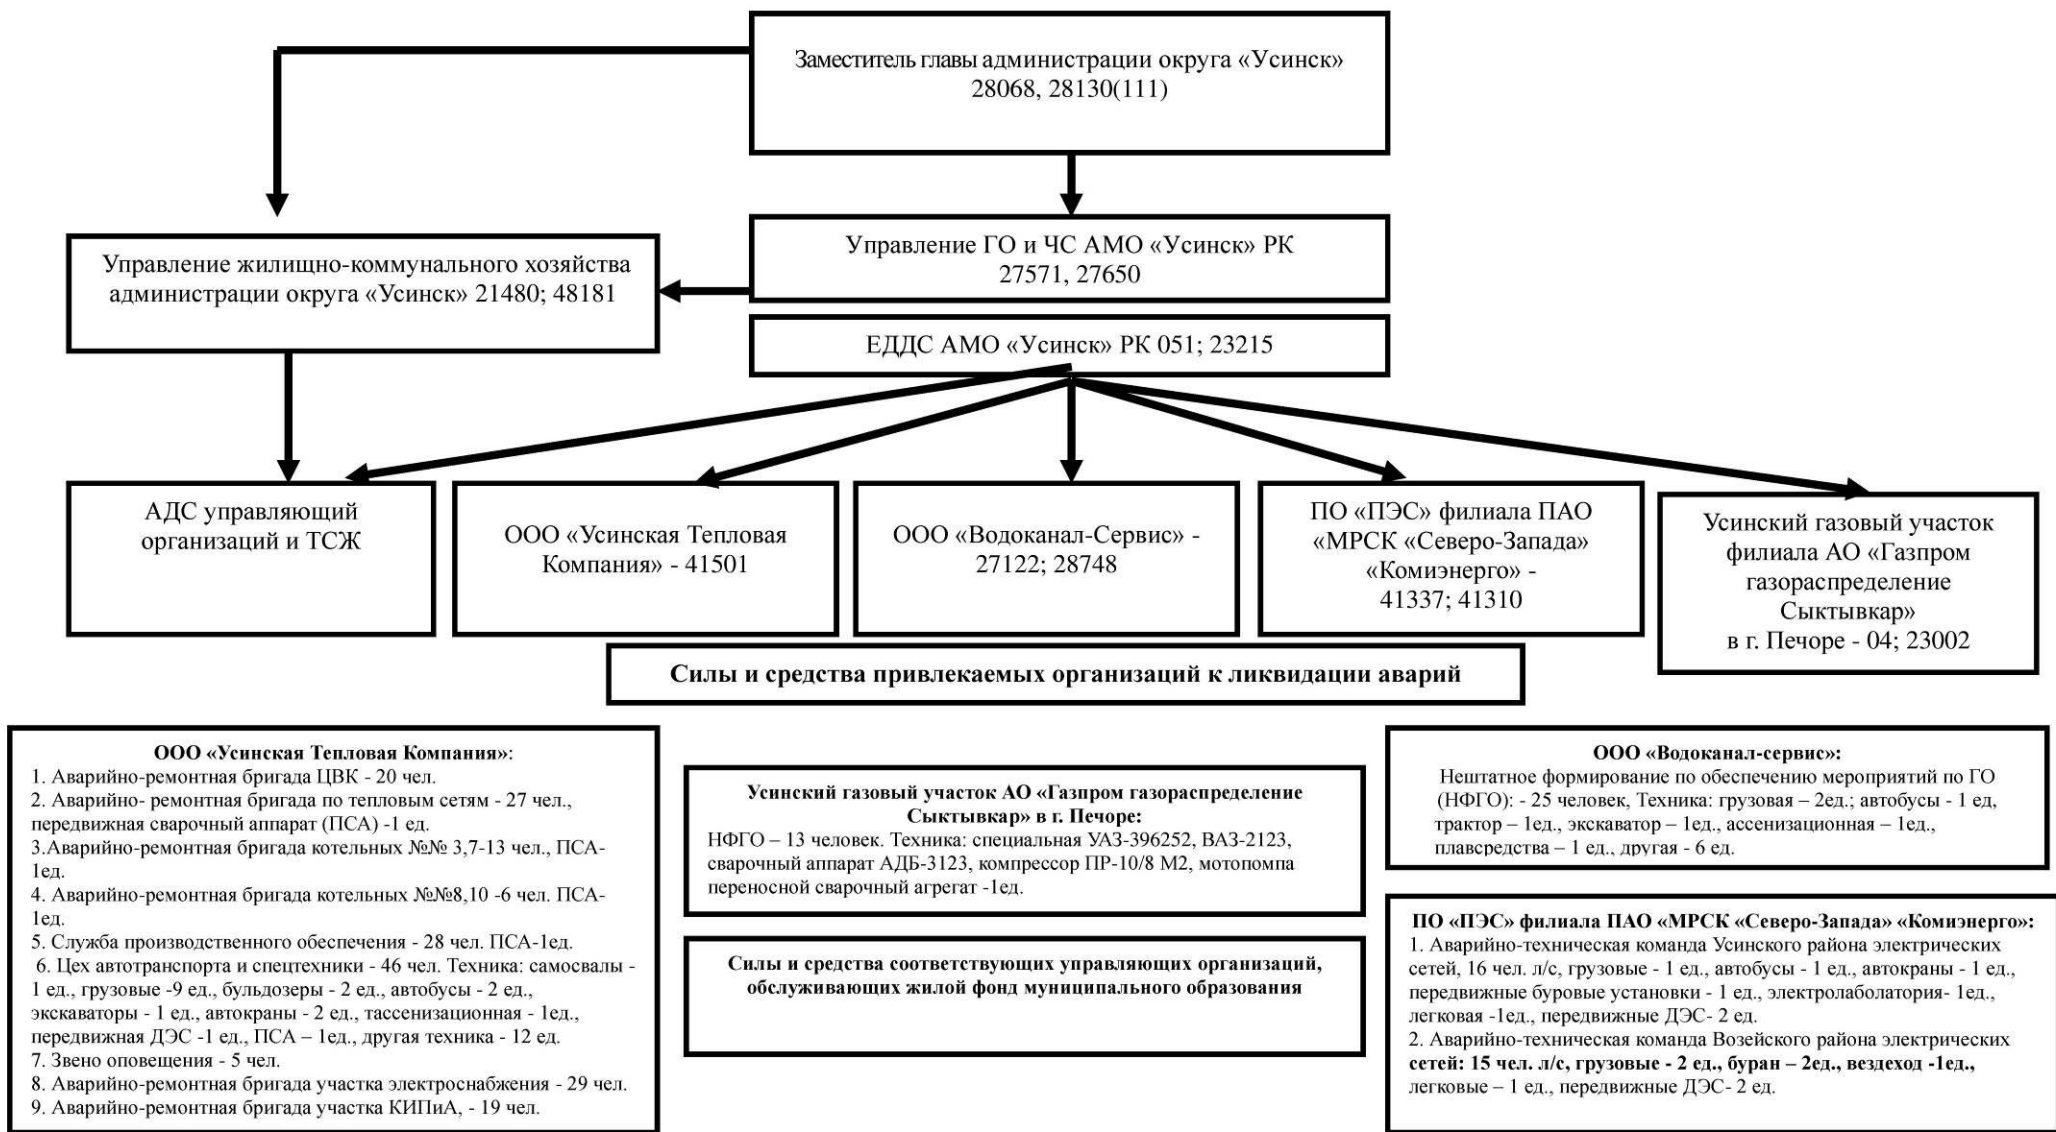 Заместитель главы администрации округа «Усинск»
28068, 28130(111)
Управление жилищно-коммунального хозяйства
администрации округа «Усинск» 21480; 48181
Управление ГО и ЧС АМО «Усинск» РК
27571, 27650
ЕДДС АМО «Усинск» РК 051; 23215
АДС управляющий
организаций и ТСЖ
ООО «Усинская Тепловая
Компания» - 41501
ООО «Водоканал-Сервис» -
27122; 28748
ПО «ПЭС» филиала ПАО
«МРСК «Северо-Запада»
«Комиэнерго» -
41337; 41310
Усинский газовый участок
филиала АО «Газпром
газораспределение
Сыктывкар»
в г. Печоре - 04; 23002
Силы и средства привлекаемых организаций к ликвидации аварий
ООО «Усинская Тепловая Компания»:
1. Аварийно-ремонтная бригада ЦВК - 20 чел.
2. Аварийно- ремонтная бригада по тепловым сетям - 27 чел.,
передвижная сварочный аппарат (ПСА) -1 ед.
3.Аварийно-ремонтная бригада котельных №№ 3,7-13 чел., ПСА-
1ед.
4. Аварийно-ремонтная бригада котельных №№8,10 -6 чел. ПСА-
1ед.
5. Служба производственного обеспечения - 28 чел. ПСА-1ед.
6. Цех автотранспорта и спецтехники - 46 чел. Техника: самосвалы -
1 ед., грузовые -9 ед., бульдозеры - 2 ед., автобусы - 2 ед.,
экскаваторы - 1 ед., автокраны - 2 ед., тассенизационная - 1ед.,
передвижная ДЭС -1 ед., ПСА – 1ед., другая техника - 12 ед.
7. Звено оповещения - 5 чел.
8. Аварийно-ремонтная бригада участка электроснабжения - 29 чел.
9. Аварийно-ремонтная бригада участка КИПиА, - 19 чел.
Усинский газовый участок АО «Газпром газораспределение
Сыктывкар» в г. Печоре:
НФГО – 13 человек. Техника: специальная УАЗ-396252, ВАЗ-2123,
сварочный аппарат АДБ-3123, компрессор ПР-10/8 М2, мотопомпа
переносной сварочный агрегат -1ед.
Силы и средства соответствующих управляющих организаций,
обслуживающих жилой фонд муниципального образования
ООО «Водоканал-сервис»:
Нештатное формирование по обеспечению мероприятий по ГО
(НФГО): - 25 человек, Техника: грузовая – 2ед.; автобусы - 1 ед,
трактор – 1ед., экскаватор – 1ед., ассенизационная – 1ед.,
плавсредства – 1 ед., другая - 6 ед.
ПО «ПЭС» филиала ПАО «МРСК «Северо-Запада» «Комиэнерго»:
1. Аварийно-техническая команда Усинского района электрических
сетей, 16 чел. л/с, грузовые - 1 ед., автобусы - 1 ед., автокраны - 1 ед.,
передвижные буровые установки - 1 ед., электролаболатория- 1ед.,
легковая -1ед., передвижные ДЭС- 2 ед.
2. Аварийно-техническая команда Возейского района электрических
сетей: 15 чел. л/с, грузовые - 2 ед., буран – 2ед., вездеход -1ед.,
легковые – 1 ед., передвижные ДЭС- 2 ед.